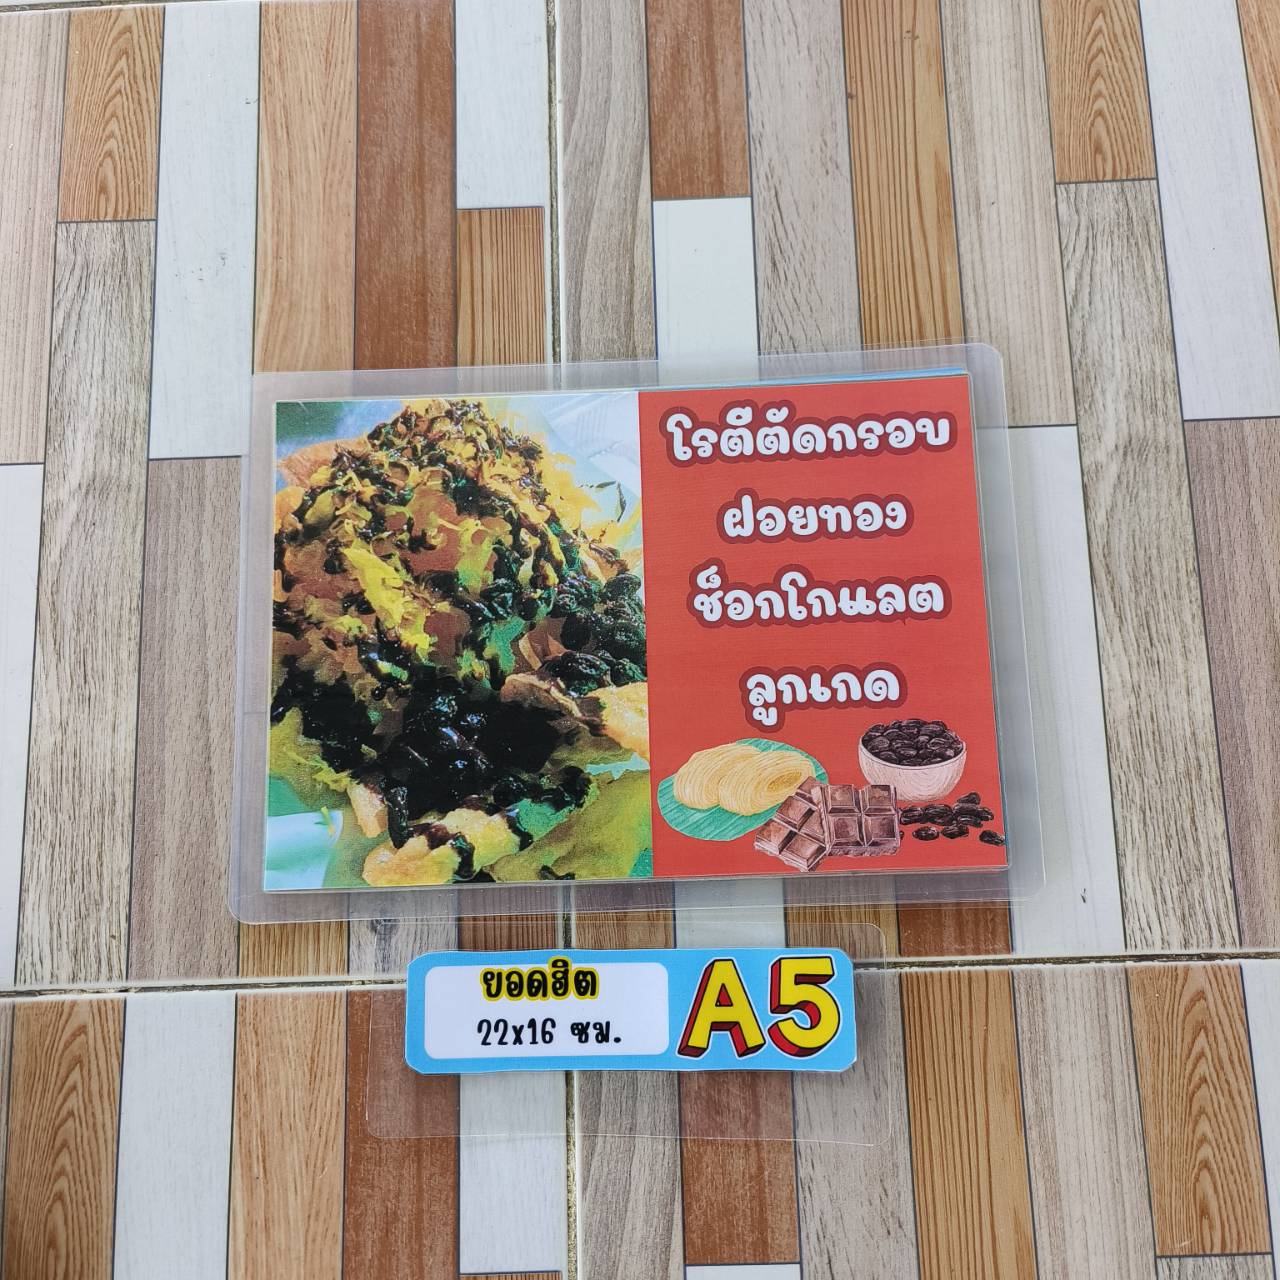 โรตีตัดกรอบ
ฝอยทอง
ช็อกโกแลต
ลูกเกด
ยอดฮิต
22x16 ซม.
A5